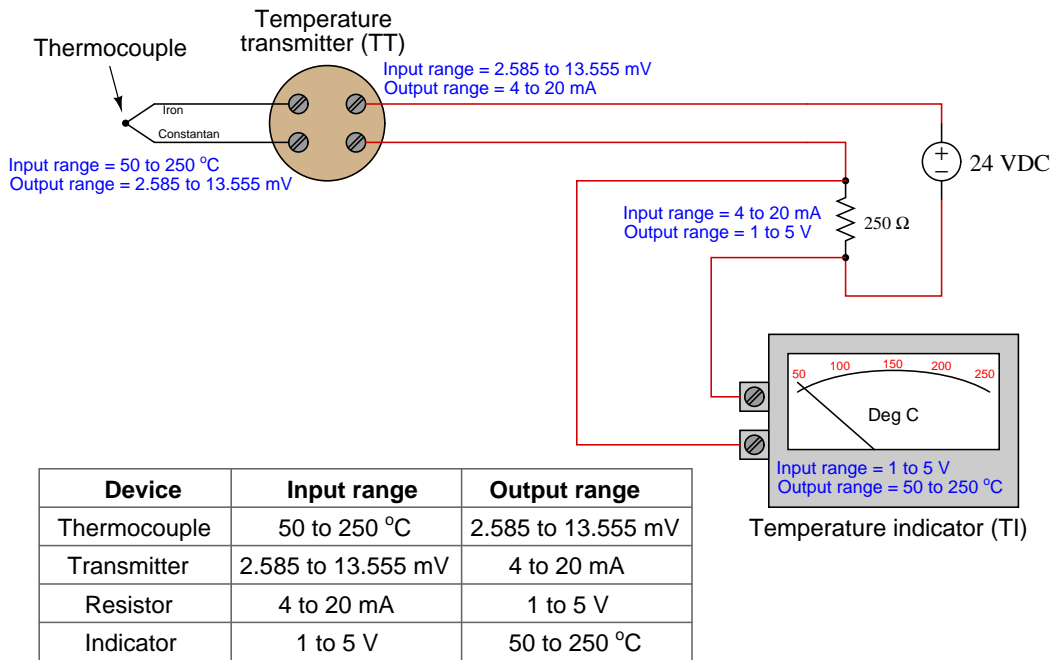 Temperature
transmitter (TT)
Thermocouple
Input range = 2.585 to 13.555 mV
Output range = 4 to 20 mA
Iron
Constantan
Input range = 50 to 250 °C
Output range = 2.585 to 13.555 mV
+
−
24 VDC
Input range = 4 to 20 mA
Output range = 1 to 5 V
250 Ω
50 100 150 200 250
Deg C
Input range = 1 to 5 V
Output range = 50 to 250 °C
Temperature indicator (TI)
Device Input range Output range
Thermocouple 50 to 250 °C 2.585 to 13.555 mV
Transmitter 2.585 to 13.555 mV 4 to 20 mA
Resistor 4 to 20 mA 1 to 5 V
Indicator 1 to 5 V 50 to 250 °C